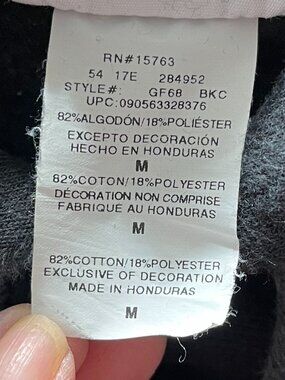 RN#15763
54 17E 284952
STYLE#: GF68 BKC
UPC:090563328376
82%ALGODÓN/18%POLIÉSTER
EXCEPTO DECORACIÓN
HECHO EN HONDURAS
M
82%COTON/18%POLYESTER
DÉCORATION NON COMPRISE
FABRIQUÉ AU HONDURAS
M
82%COTTON/18%POLYESTER
EXCLUSIVE OF DECORATION
MADE IN HONDURAS
M